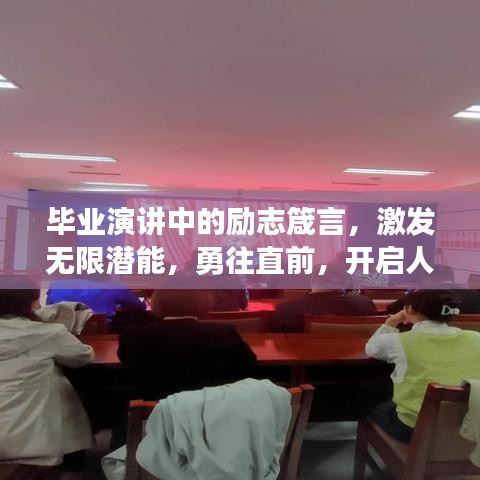 毕业演讲中的励志箴言，激发
无限潜能，勇往直前，开启人